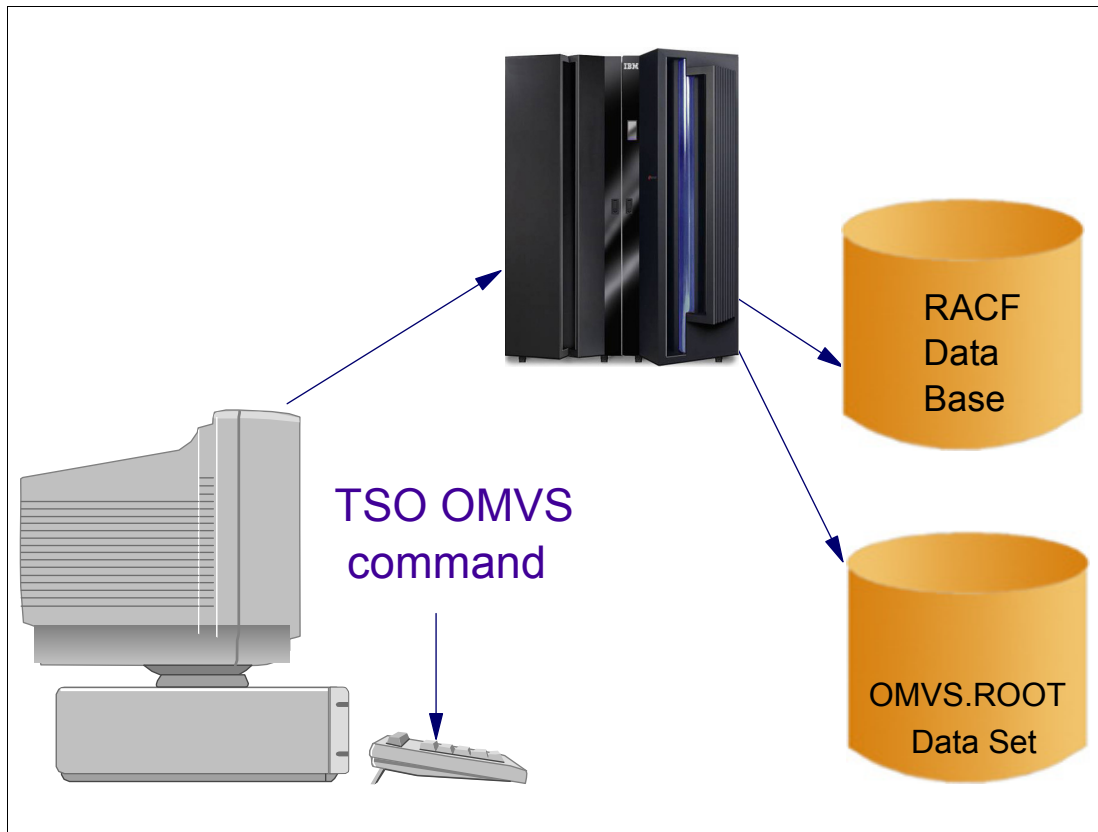 IBM
RACF
Data
Base
TSO OMVS
command
OMVS.ROOT
Data Set